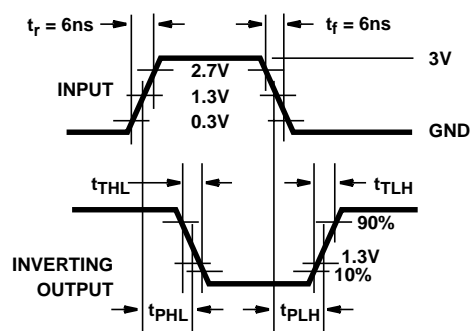 tr = 6ns
tf = 6ns
3V
2.7V
INPUT
1.3V
0.3V
GND
tTHL
tTLH
90%
1.3V
INVERTING
OUTPUT
10%
tPHL
tPLH